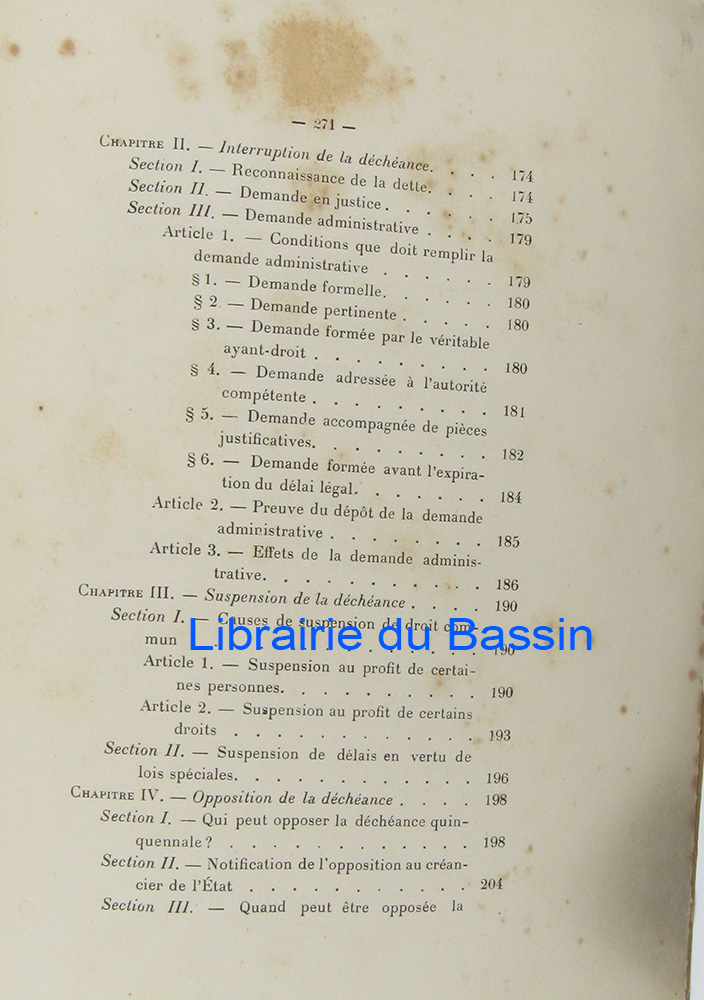 — 271 —
CHAPITRE II. — Interruption de la déchéance. . . . 174
Section I. — Reconnaissance de la dette. . . . 174
Section II. — Demande en justice . . . . . . 175
Section III. — Demande administrative . . . . 179
Article 1. — Conditions que doit remplir la
demande administrative . . . . . . 179
§ 1. — Demande formelle. . . . . . 180
§ 2. — Demande pertinente . . . . . 180
§ 3. — Demande formée par le véritable
ayant-droit . . . . . . . . . 180
§ 4. — Demande adressée à l'autorité
compétente . . . . . . . . . 181
§ 5. — Demande accompagnée de pièces
justificatives. . . . . . . . . 182
§ 6. — Demande formée avant l'expira-
tion du délai légal. . . . . . . 184
Article 2. — Preuve du dépôt de la demande
administrative . . . . . . . . 185
Article 3. — Effets de la demande adminis-
trative. . . . . . . . . . . 186
CHAPITRE III. — Suspension de la déchéance . . . . 190
Section I. — Causes de suspension de droit com-
mun . . . . . . . . . . . . 190
Librairie du Bassin
Article 1. — Suspension au profit de certai-
nes personnes. . . . . . . . . . 190
Article 2. — Suspension au profit de certains
droits . . . . . . . . . . . . 193
Section II. — Suspension de délais en vertu de
lois spéciales. . . . . . . . . . . 196
CHAPITRE IV. — Opposition de la déchéance . . . . 198
Section I. — Qui peut opposer la déchéance quin-
quennale ? . . . . . . . . . . . 198
Section II. — Notification de l'opposition au créan-
cier de l'État . . . . . . . . . . 204
Section III. — Quand peut être opposée la